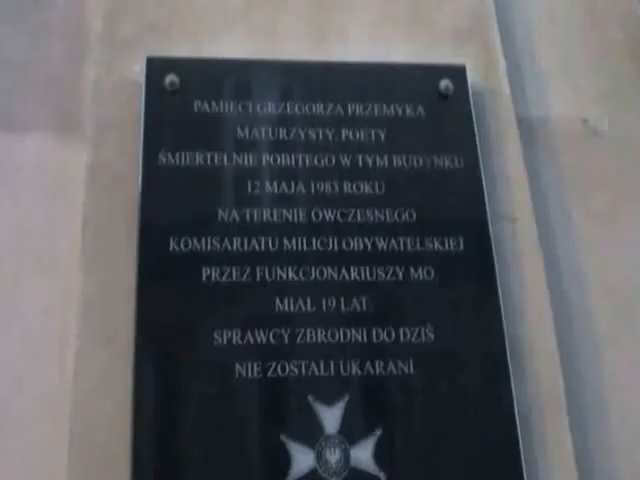 PAMIĘCI GRZEGORZA PRZEMYKA
MATURZYSTY, POETY
ŚMIERTELNIE POBITEGO W TYM BUDYNKU
12 MAJA 1983 ROKU
NA TERENIE ÓWCZESNEGO
KOMISARIATU MILICJI OBYWATELSKIEJ
PRZEZ FUNKCJONARIUSZY MO
MIAŁ 19 LAT
SPRAWCY ZBRODNI DO DZIŚ
NIE ZOSTALI UKARANI